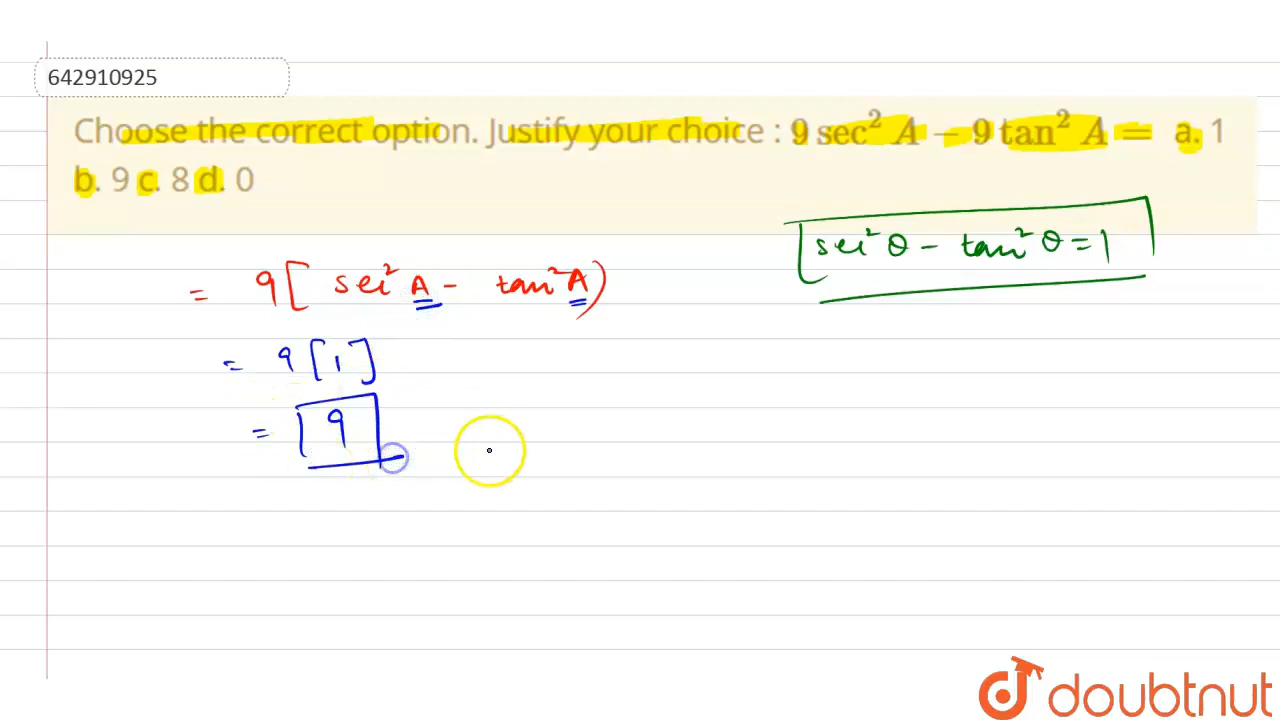 642910925
Choose the correct option. Justify your choice : 9 sec² A − 9 tan² A = a. 1
b. 9 c. 8 d. 0
sec² θ − tan² θ = 1
= 9 [ sec² A − tan² A )
= 9 [ 1 ]
= 9
doubtnut